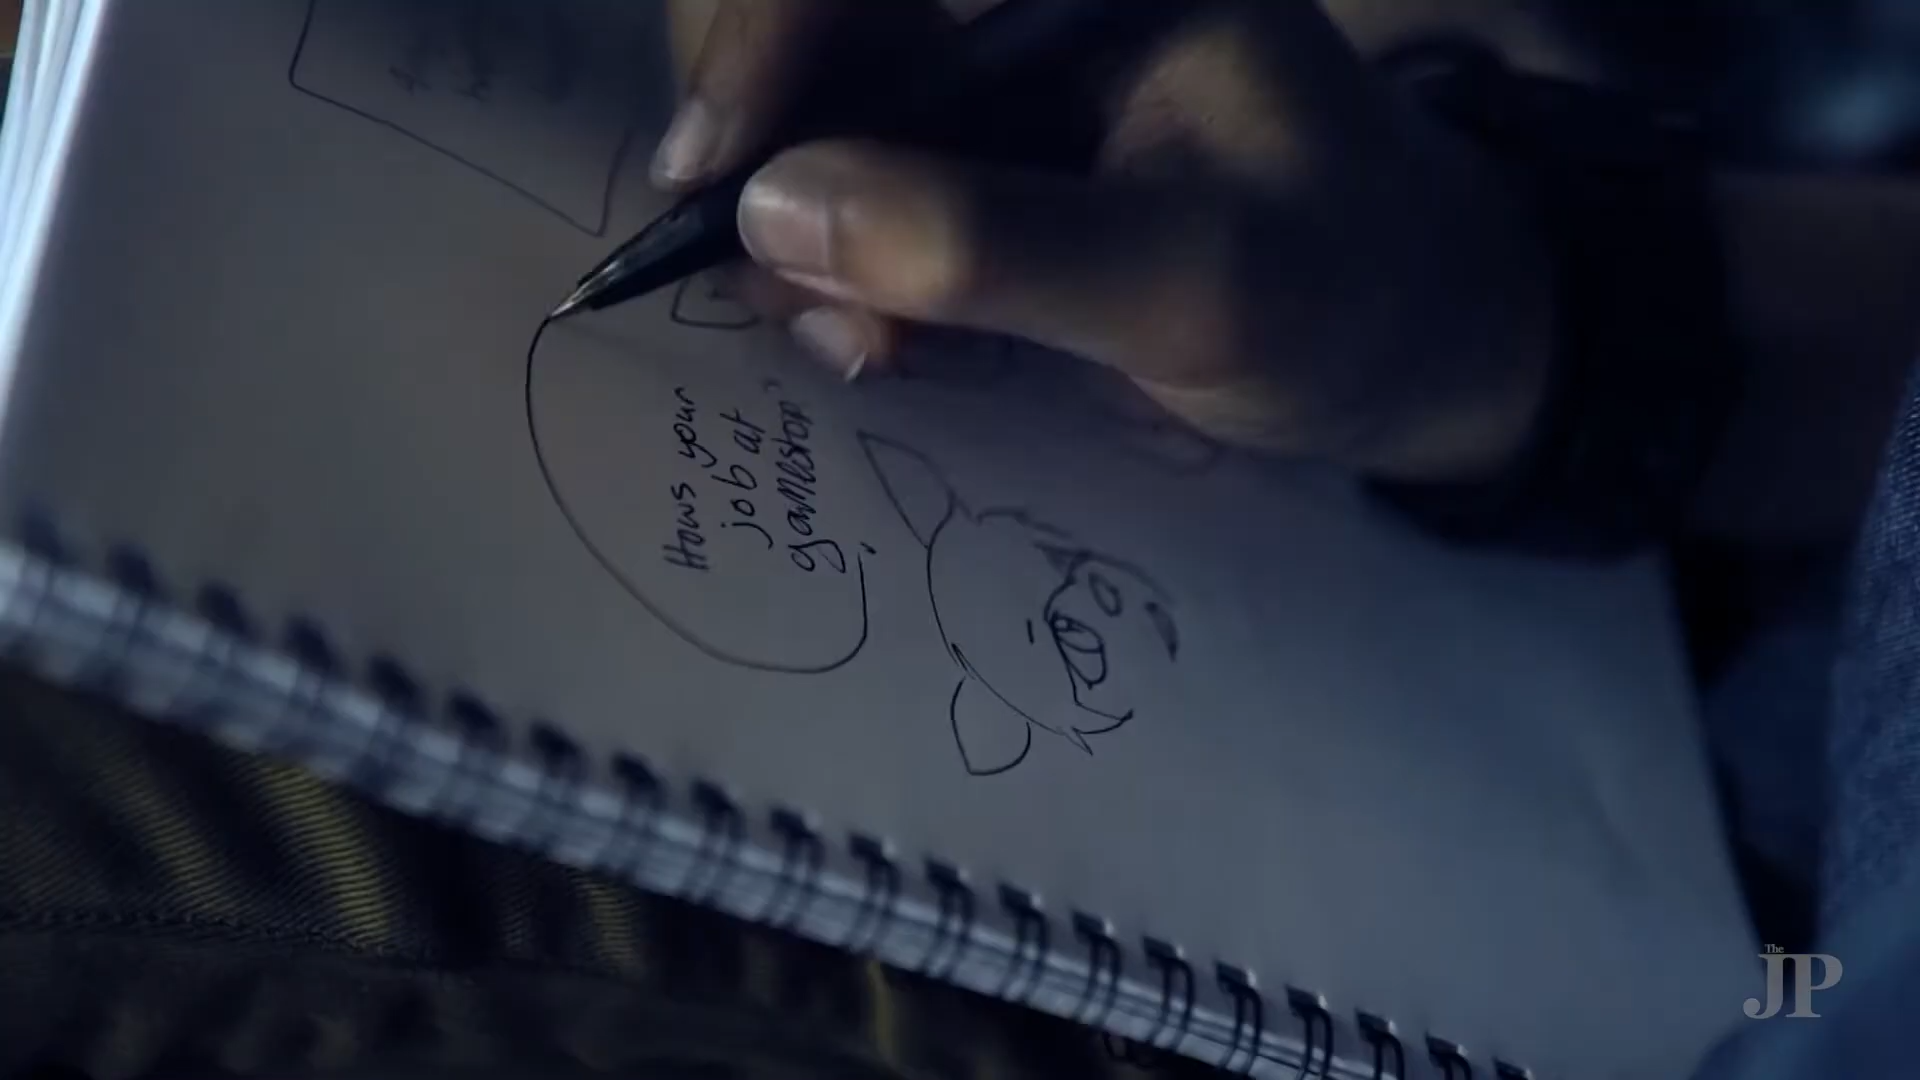 Hows your
job at
gamestop?
The
JP